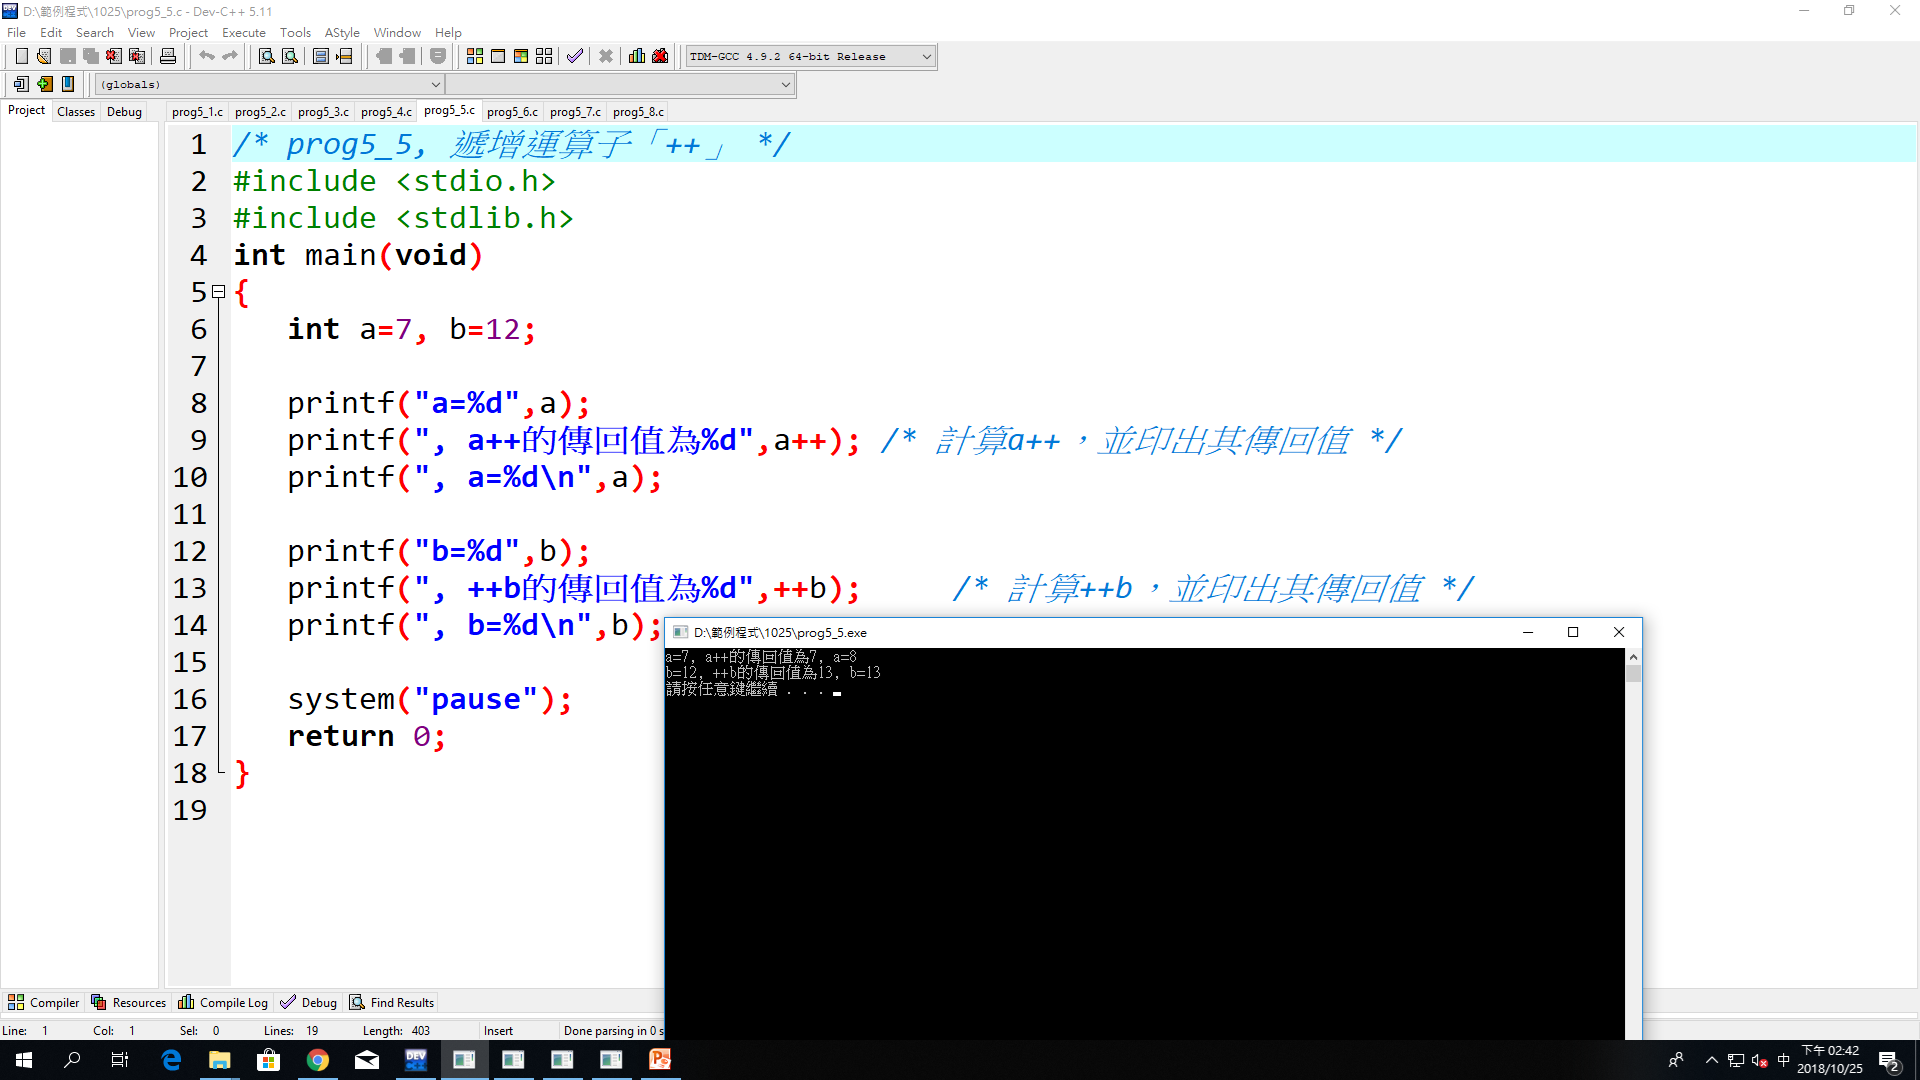 D:\範例程式\1025\prog5_5.c - Dev-C++ 5.11
File Edit Search View Project Execute Tools AStyle Window Help
TDM-GCC 4.9.2 64-bit Release
(globals)
Project Classes Debug
prog5_1.c prog5_2.c prog5_3.c prog5_4.c prog5_5.c prog5_6.c prog5_7.c prog5_8.c
1 /* prog5_5, 遞增運算子「++」 */
2 #include <stdio.h>
3 #include <stdlib.h>
4 int main(void)
5 {
6 int a=7, b=12;
7
8 printf("a=%d",a);
9 printf(", a++的傳回值為%d",a++); /* 計算a++，並印出其傳回值 */
10 printf(", a=%d\n",a);
11
12 printf("b=%d",b);
13 printf(", ++b的傳回值為%d",++b); /* 計算++b，並印出其傳回值 */
14 printf(", b=%d\n",b);
15
16 system("pause");
17 return 0;
18 }
19
D:\範例程式\1025\prog5_5.exe
a=7, a++的傳回值為7, a=8
b=12, ++b的傳回值為13, b=13
請按任意鍵繼續 . . .
Compiler Resources Compile Log Debug Find Results
Line: 1 Col: 1 Sel: 0 Lines: 19 Length: 403 Insert Done parsing in 0 s
DEV C++
中
下午 02:42
2018/10/25
2